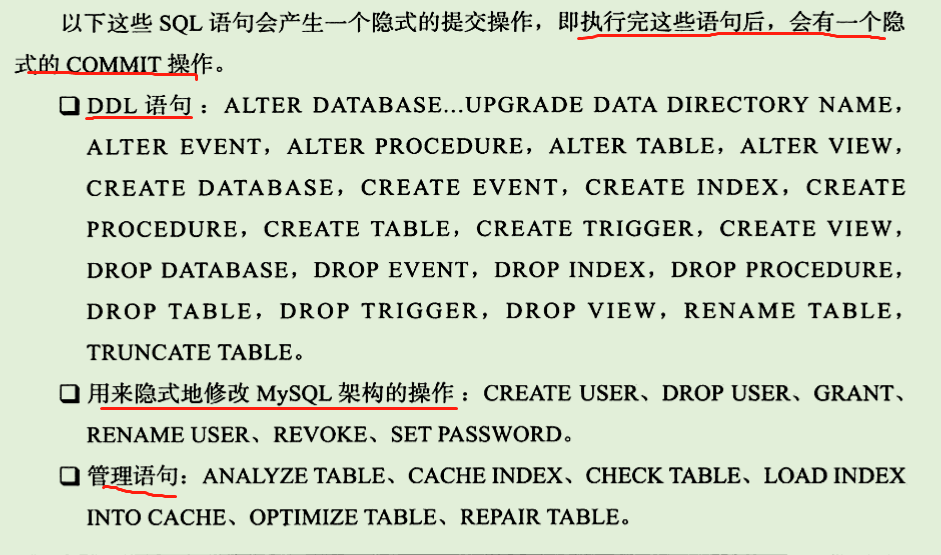 以下这些 SQL 语句会产生一个隐式的提交操作，即执行完这些语句后，会有一个隐
式的 COMMIT 操作。
❑ DDL 语句：ALTER DATABASE...UPGRADE DATA DIRECTORY NAME，
ALTER EVENT，ALTER PROCEDURE，ALTER TABLE，ALTER VIEW，
CREATE DATABASE，CREATE EVENT，CREATE INDEX，CREATE
PROCEDURE，CREATE TABLE，CREATE TRIGGER，CREATE VIEW，
DROP DATABASE，DROP EVENT，DROP INDEX，DROP PROCEDURE，
DROP TABLE，DROP TRIGGER，DROP VIEW，RENAME TABLE，
TRUNCATE TABLE。
❑ 用来隐式地修改 MySQL 架构的操作：CREATE USER、DROP USER、GRANT、
RENAME USER、REVOKE、SET PASSWORD。
❑ 管理语句：ANALYZE TABLE、CACHE INDEX、CHECK TABLE、LOAD INDEX
INTO CACHE、OPTIMIZE TABLE、REPAIR TABLE。